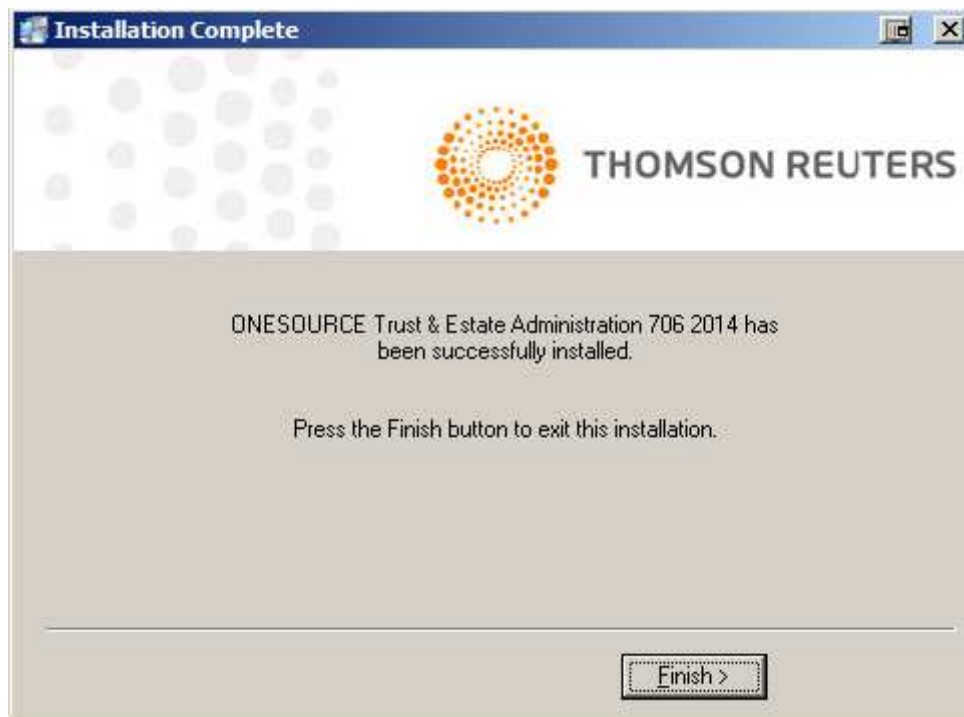 Installation Complete
THOMSON REUTERS
ONESOURCE Trust & Estate Administration 706 2014 has
been successfully installed.
Press the Finish button to exit this installation.
Finish >